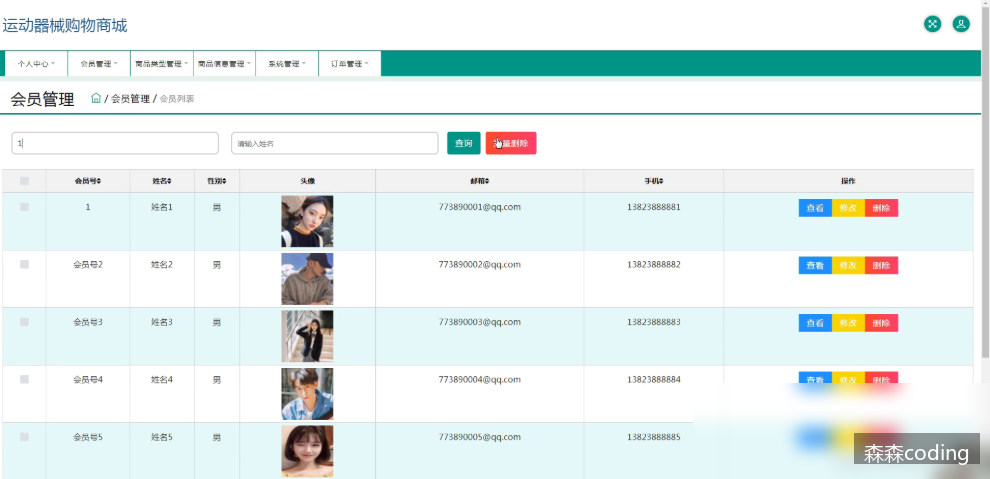 运动器械购物商城
个人中心 会员管理 商品类型管理 商品信息管理 系统管理 订单管理
会员管理 / 会员管理 / 会员列表
1 请输入姓名 查询 批量删除
会员号 姓名 性别 头像 邮箱 手机 操作
1 姓名1 男 773890001@qq.com 13823888881 查看 修改 删除
会员号2 姓名2 男 773890002@qq.com 13823888882 查看 修改 删除
会员号3 姓名3 男 773890003@qq.com 13823888883 查看 修改 删除
会员号4 姓名4 男 773890004@qq.com 13823888884 查看 修改 删除
会员号5 姓名5 男 773890005@qq.com 13823888885
森森coding